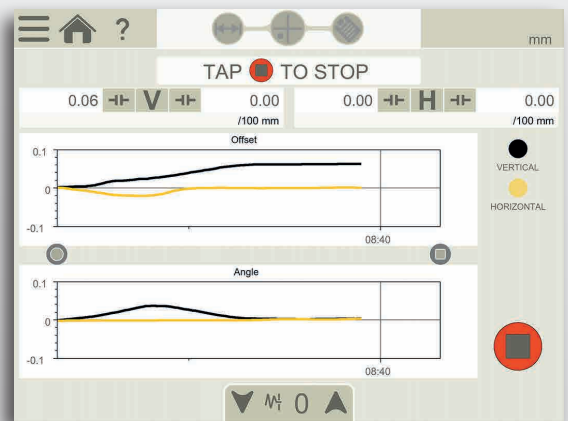 ?
mm
TAP TO STOP
0.06 V 0.00 0.00 H 0.00
/100 mm /100 mm
Offset
0.1
0
-0.1
08:40
VERTICAL
HORIZONTAL
Angle
0.1
0
-0.1
08:40
0